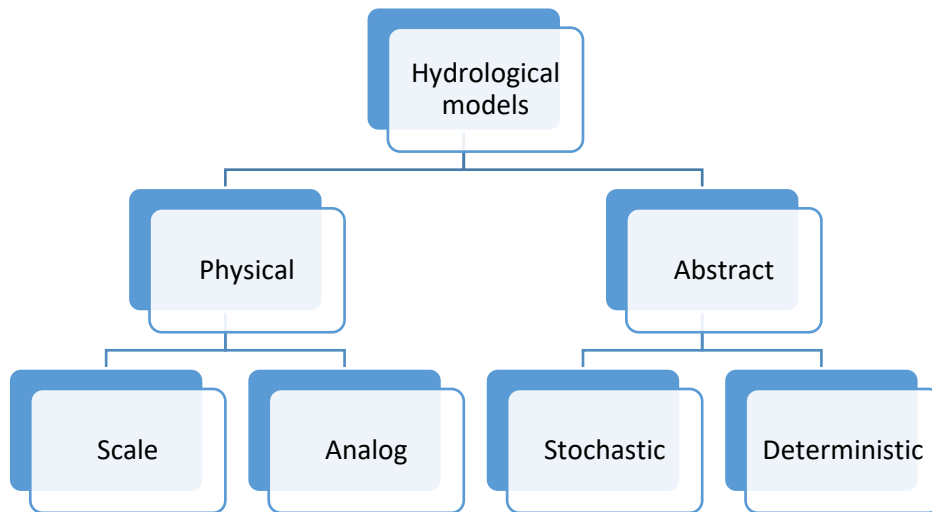 Hydrological
models
Physical
Abstract
Scale
Analog
Stochastic
Deterministic